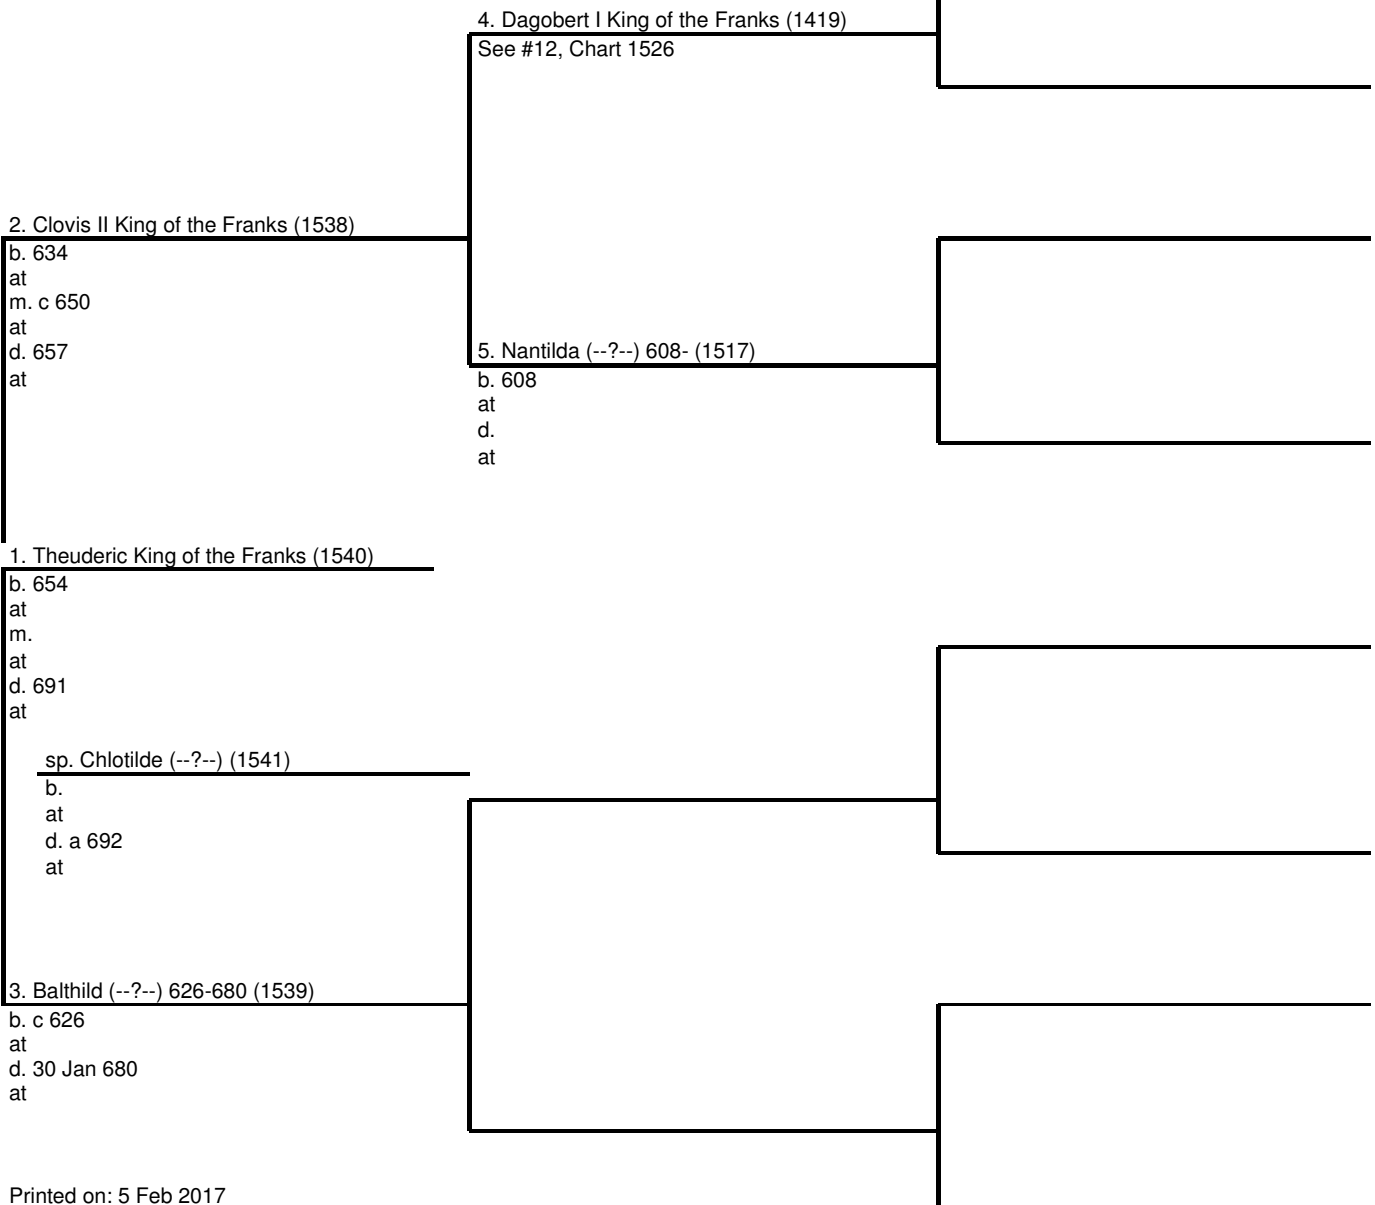 4. Dagobert I King of the Franks (1419)
See #12, Chart 1526
2. Clovis II King of the Franks (1538)
b. 634
at
m. c 650
at
d. 657
at
5. Nantilda (--?--) 608- (1517)
b. 608
at
d.
at
1. Theuderic King of the Franks (1540)
b. 654
at
m.
at
d. 691
at
sp. Chlotilde (--?--) (1541)
b.
at
d. a 692
at
3. Balthild (--?--) 626-680 (1539)
b. c 626
at
d. 30 Jan 680
at
Printed on: 5 Feb 2017